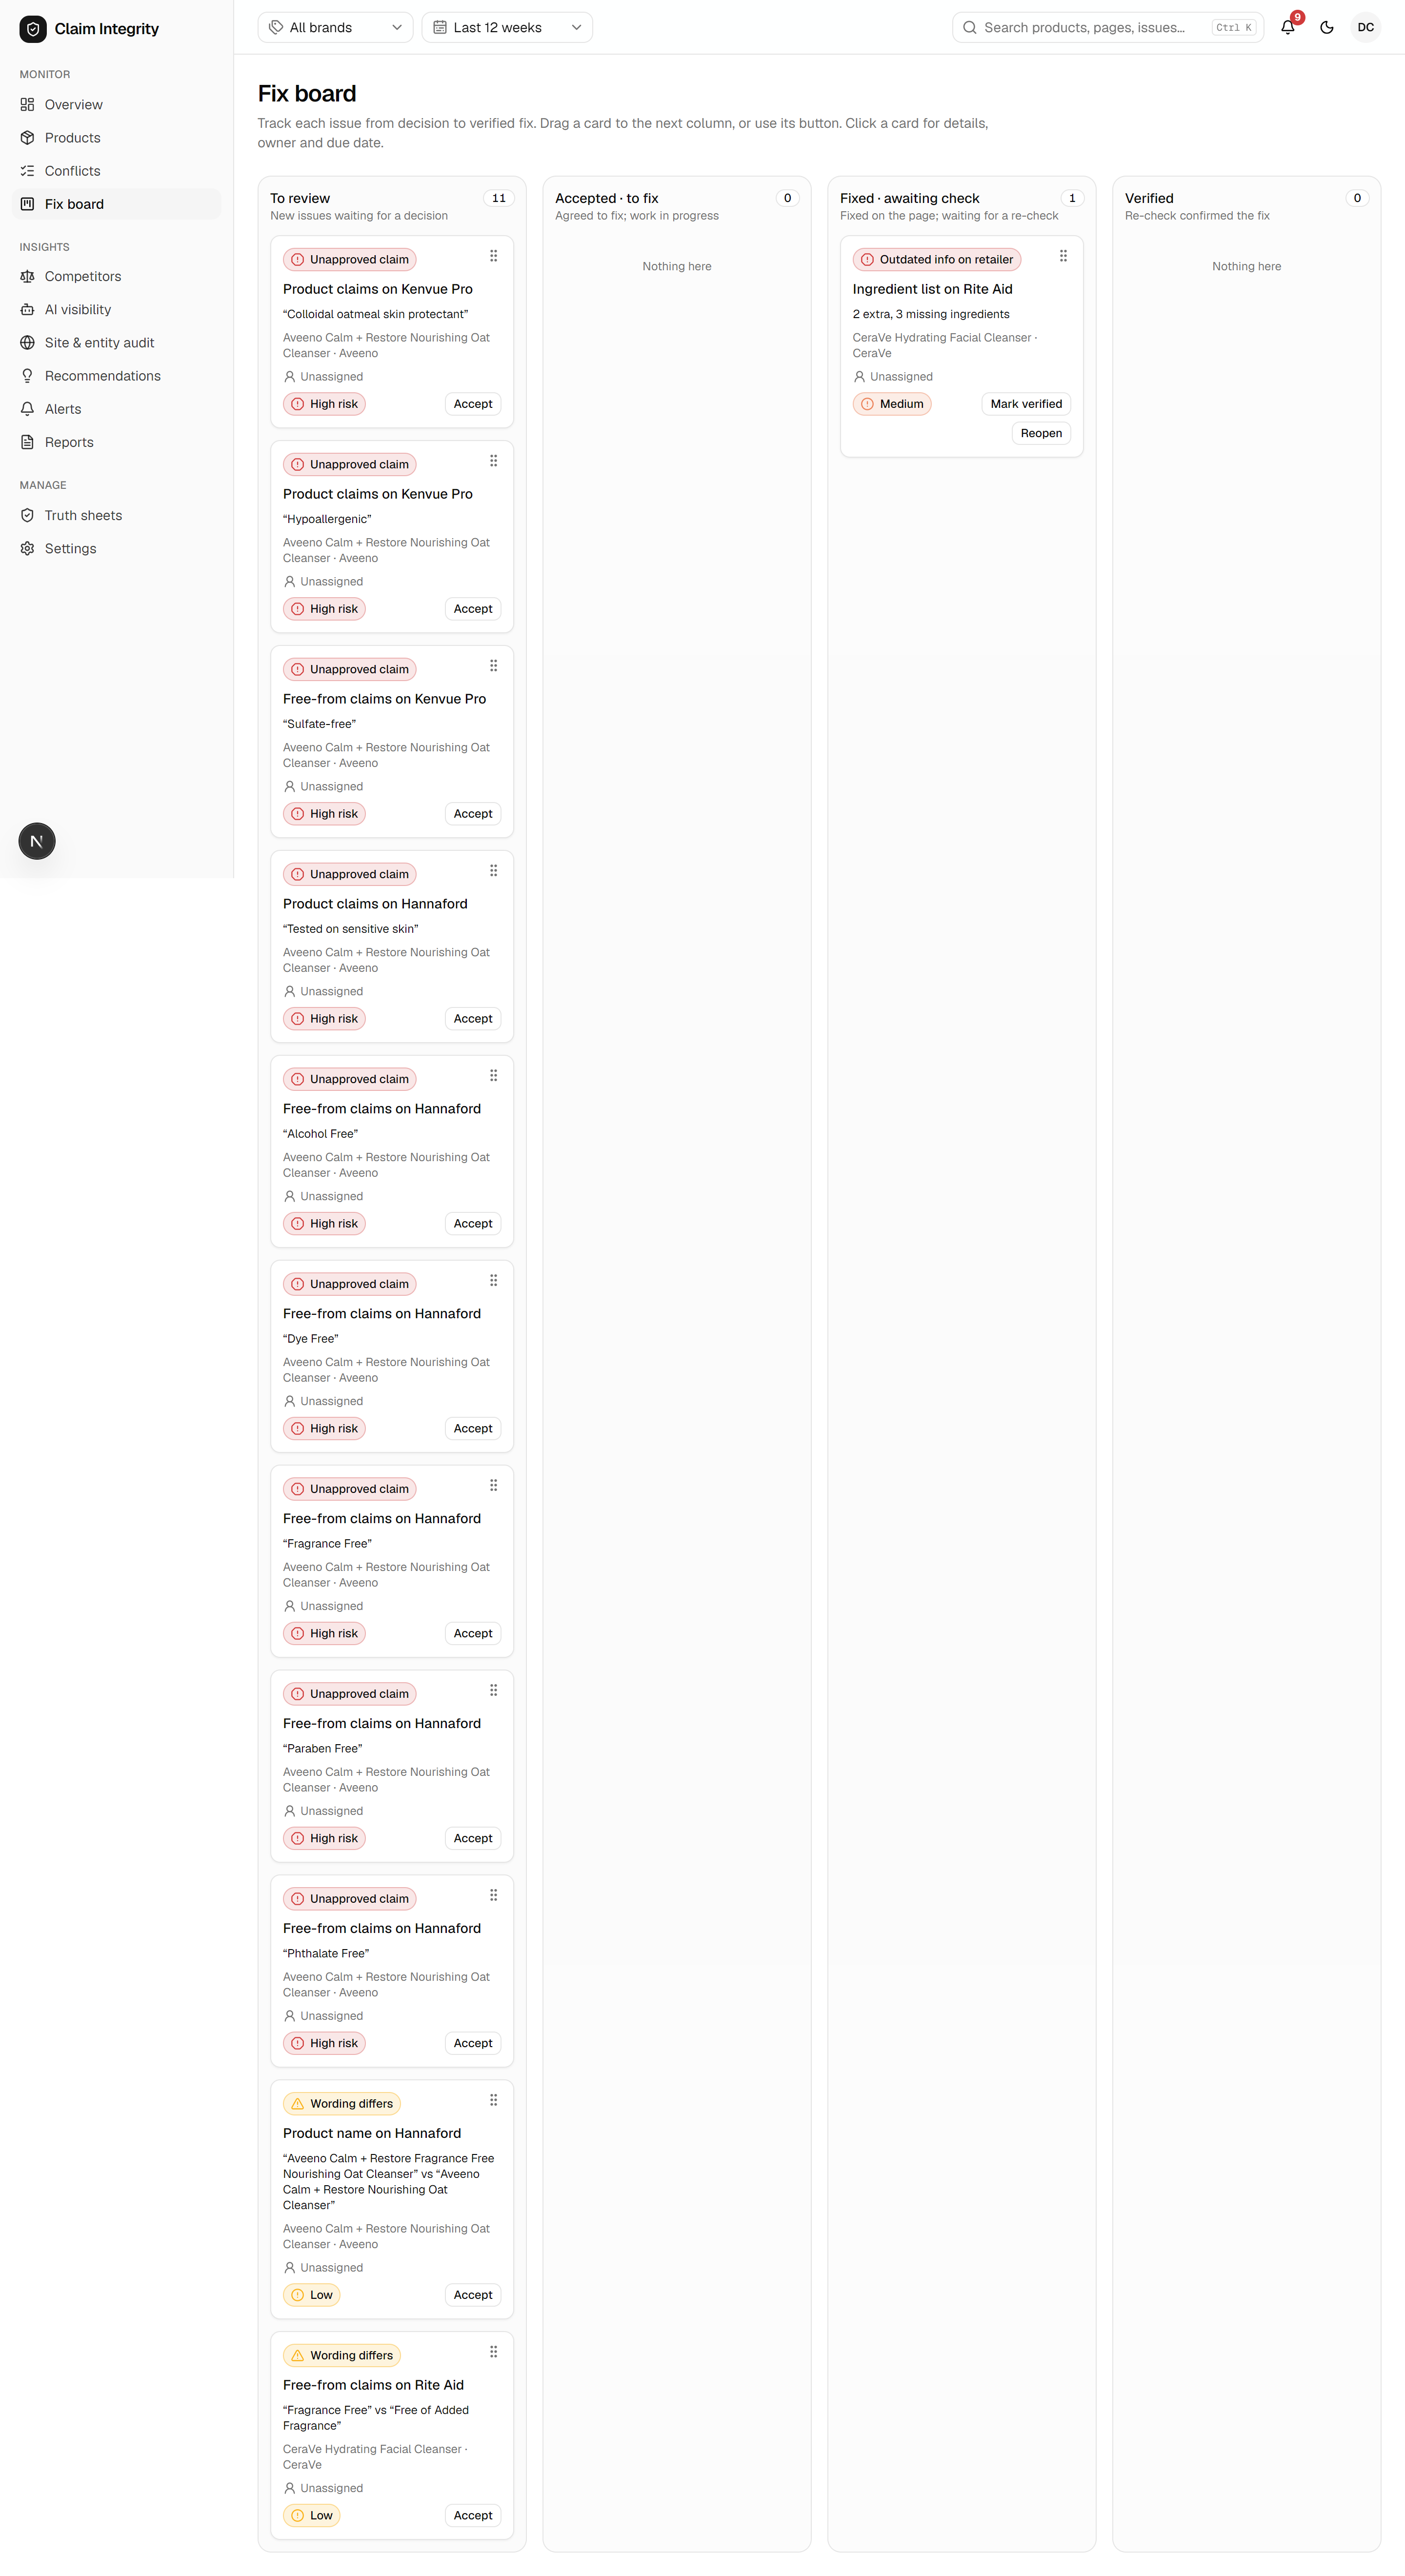 Claim Integrity
MONITOR
Overview
Products
Conflicts
Fix board
INSIGHTS
Competitors
AI visibility
Site & entity audit
Recommendations
Alerts
Reports
MANAGE
Truth sheets
Settings
N
All brands
Last 12 weeks
Search products, pages, issues...
Ctrl K
9
DC
Fix board
Track each issue from decision to verified fix. Drag a card to the next column, or use its button. Click a card for details,
owner and due date.
To review
11
New issues waiting for a decision
Unapproved claim
Product claims on Kenvue Pro
“Colloidal oatmeal skin protectant”
Aveeno Calm + Restore Nourishing Oat
Cleanser · Aveeno
Unassigned
High risk
Accept
Unapproved claim
Product claims on Kenvue Pro
“Hypoallergenic”
Aveeno Calm + Restore Nourishing Oat
Cleanser · Aveeno
Unassigned
High risk
Accept
Unapproved claim
Free-from claims on Kenvue Pro
“Sulfate-free”
Aveeno Calm + Restore Nourishing Oat
Cleanser · Aveeno
Unassigned
High risk
Accept
Unapproved claim
Product claims on Hannaford
“Tested on sensitive skin”
Aveeno Calm + Restore Nourishing Oat
Cleanser · Aveeno
Unassigned
High risk
Accept
Unapproved claim
Free-from claims on Hannaford
“Alcohol Free”
Aveeno Calm + Restore Nourishing Oat
Cleanser · Aveeno
Unassigned
High risk
Accept
Unapproved claim
Free-from claims on Hannaford
“Dye Free”
Aveeno Calm + Restore Nourishing Oat
Cleanser · Aveeno
Unassigned
High risk
Accept
Unapproved claim
Free-from claims on Hannaford
“Fragrance Free”
Aveeno Calm + Restore Nourishing Oat
Cleanser · Aveeno
Unassigned
High risk
Accept
Unapproved claim
Free-from claims on Hannaford
“Paraben Free”
Aveeno Calm + Restore Nourishing Oat
Cleanser · Aveeno
Unassigned
High risk
Accept
Unapproved claim
Free-from claims on Hannaford
“Phthalate Free”
Aveeno Calm + Restore Nourishing Oat
Cleanser · Aveeno
Unassigned
High risk
Accept
Wording differs
Product name on Hannaford
“Aveeno Calm + Restore Fragrance Free
Nourishing Oat Cleanser” vs “Aveeno
Calm + Restore Nourishing Oat
Cleanser”
Aveeno Calm + Restore Nourishing Oat
Cleanser · Aveeno
Unassigned
Low
Accept
Wording differs
Free-from claims on Rite Aid
“Fragrance Free” vs “Free of Added
Fragrance”
CeraVe Hydrating Facial Cleanser ·
CeraVe
Unassigned
Low
Accept
Accepted · to fix
0
Agreed to fix; work in progress
Nothing here
Fixed · awaiting check
1
Fixed on the page; waiting for a re-check
Outdated info on retailer
Ingredient list on Rite Aid
2 extra, 3 missing ingredients
CeraVe Hydrating Facial Cleanser ·
CeraVe
Unassigned
Medium
Mark verified
Reopen
Verified
0
Re-check confirmed the fix
Nothing here